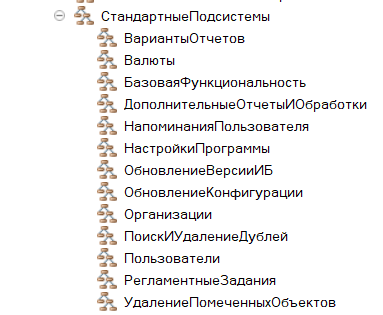 СтандартныеПодсистемы
ВариантыОтчетов
Валюты
БазоваяФункциональность
ДополнительныеОтчетыИОбработки
НапоминанияПользователя
НастройкиПрограммы
ОбновлениеВерсииИБ
ОбновлениеКонфигурации
Организации
ПоискИУдалениеДублей
Пользователи
РегламентныеЗадания
УдалениеПомеченныхОбъектов